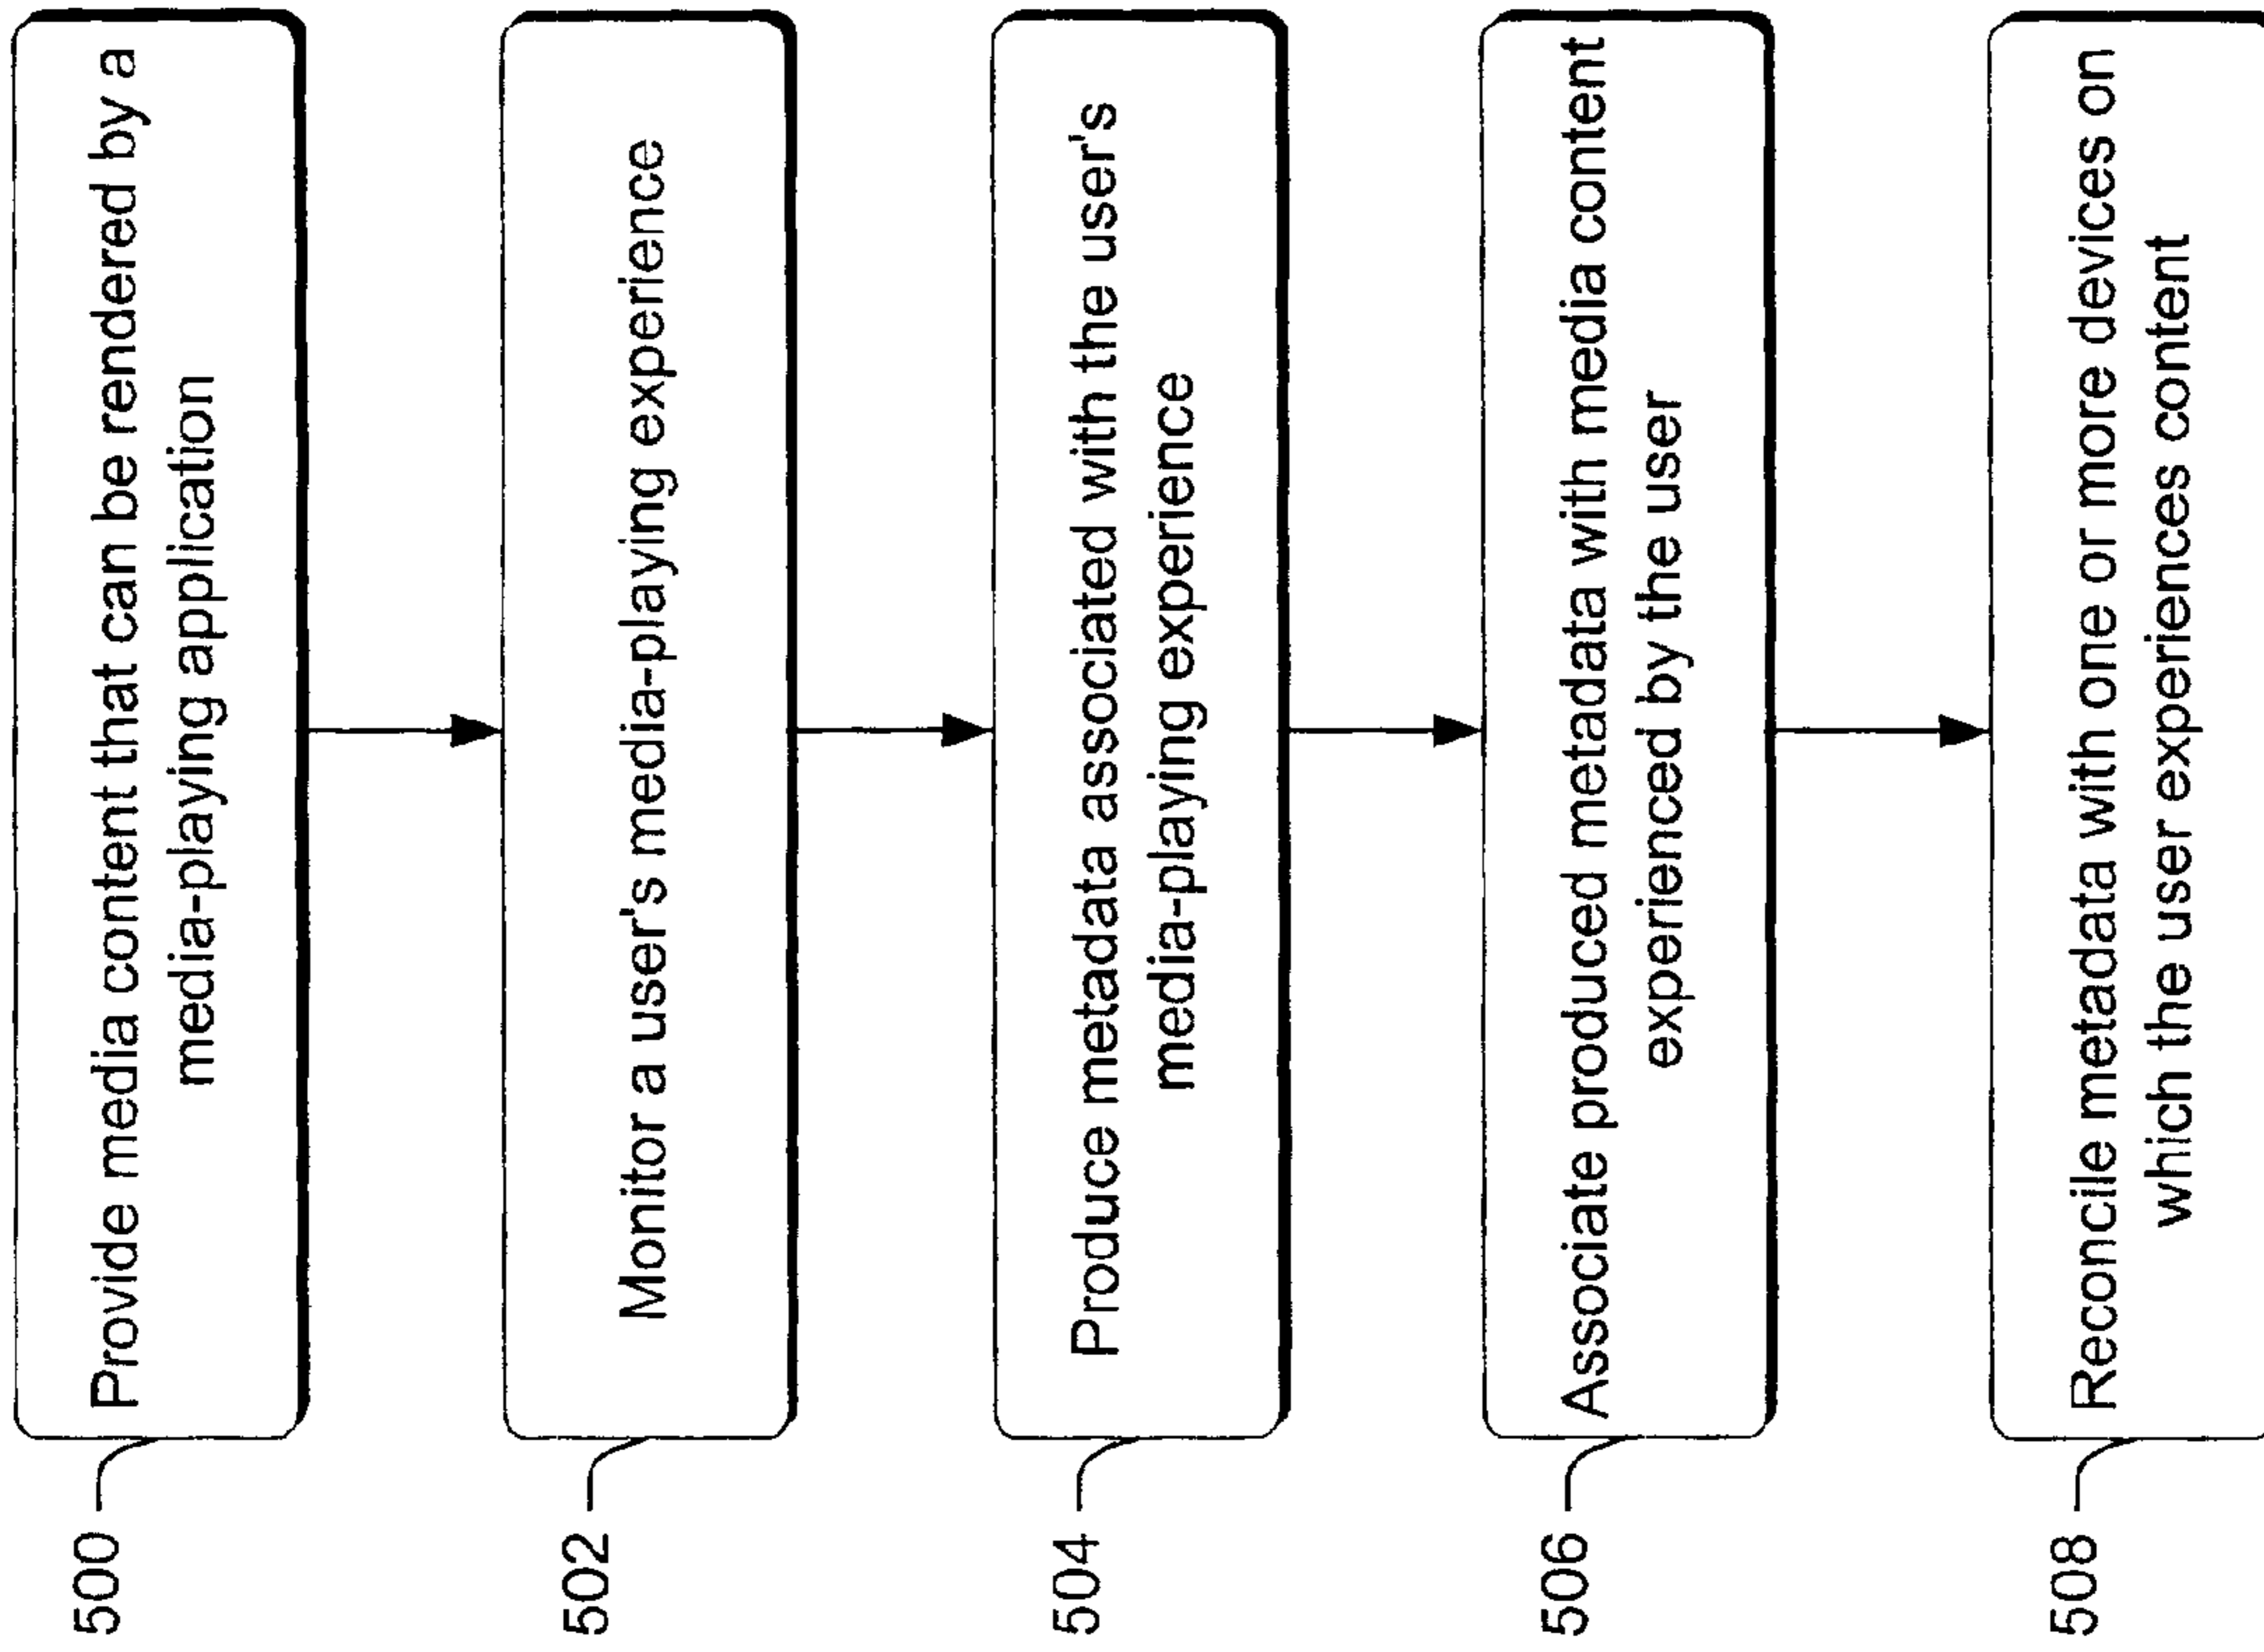 500
Provide media content that can be rendered by a
media-playing application
502
Monitor a user's media-playing experience
504
Produce metadata associated with the user's
media-playing experience
506
Associate produced metadata with media content
experienced by the user
508
Reconcile metadata with one or more devices on
which the user experiences content